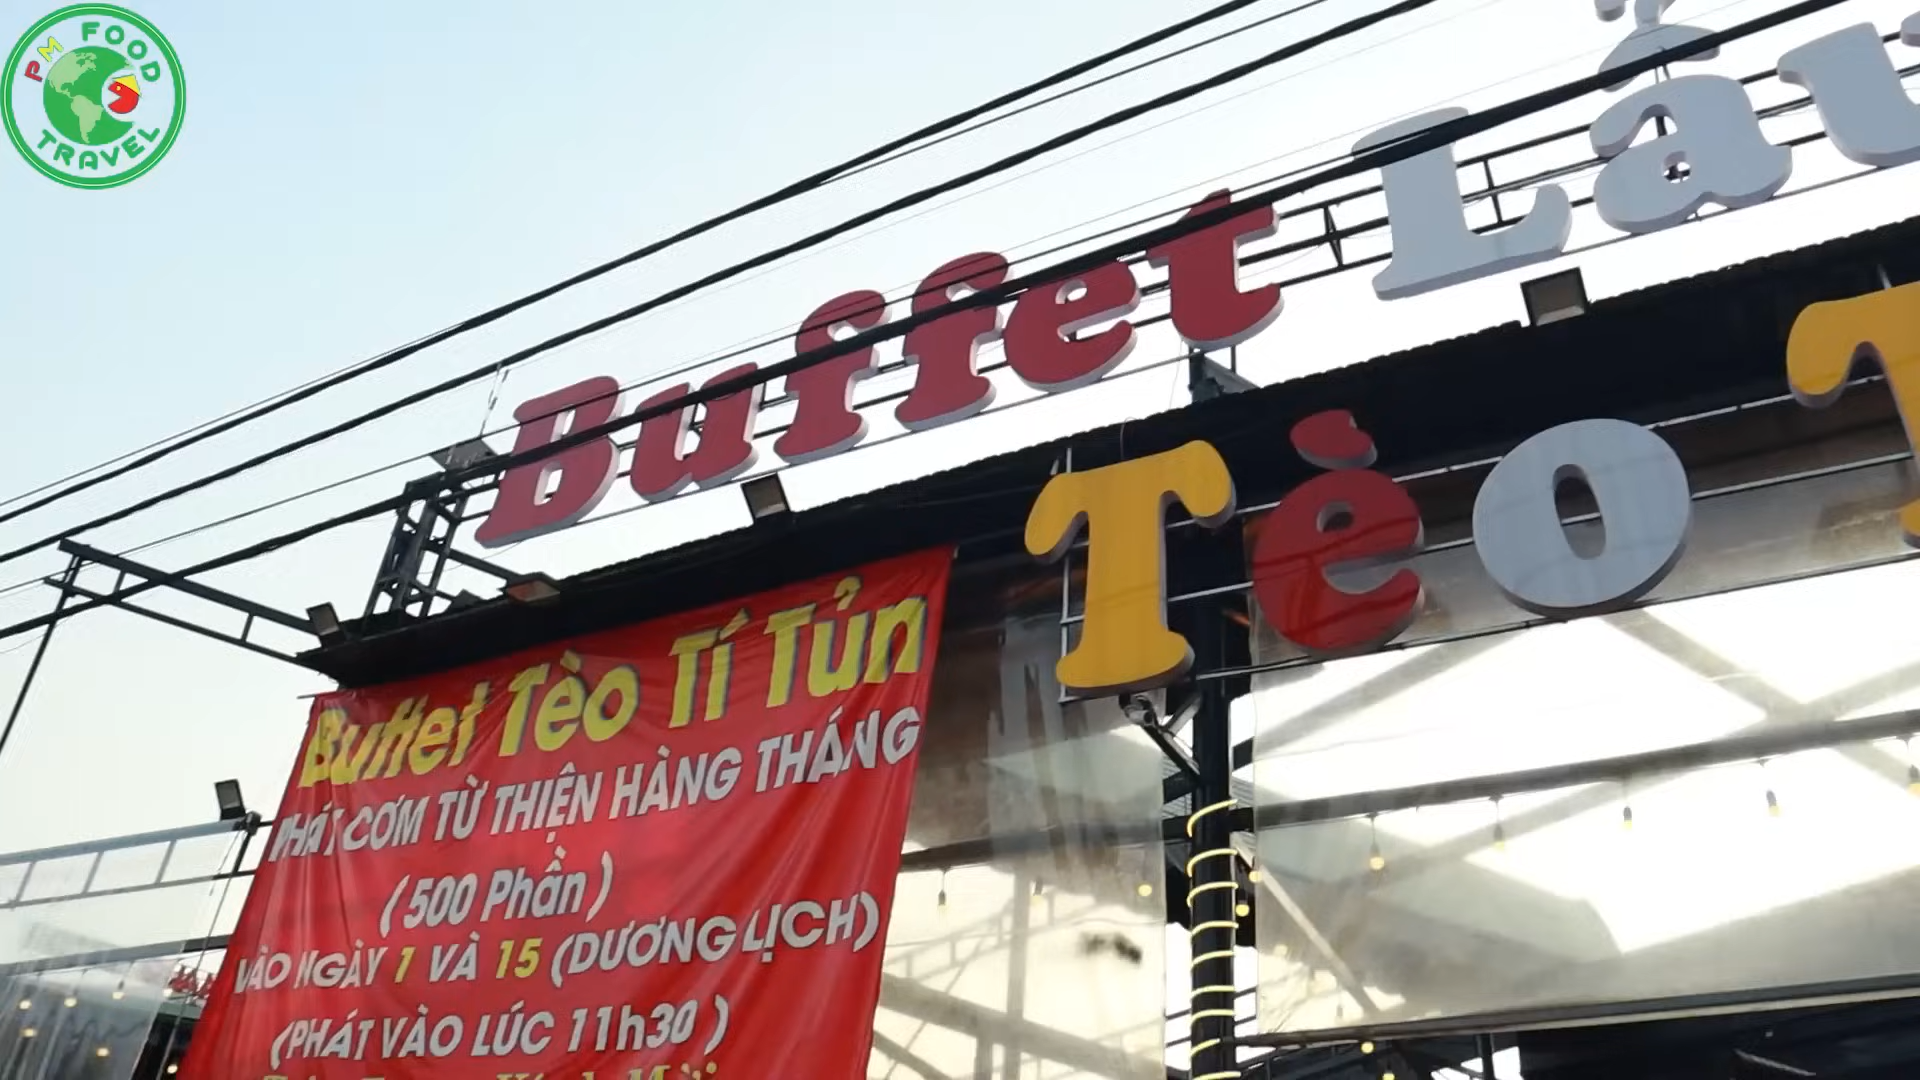 PM FOOD
TRAVEL
Buffet Lẩu
Tèo T
Buffet Tèo Tí Tủn
PHÁT CƠM TỪ THIỆN HÀNG THÁNG
(500 Phần)
VÀO NGÀY 1 VÀ 15 (DƯƠNG LỊCH)
(PHÁT VÀO LÚC 11h30)